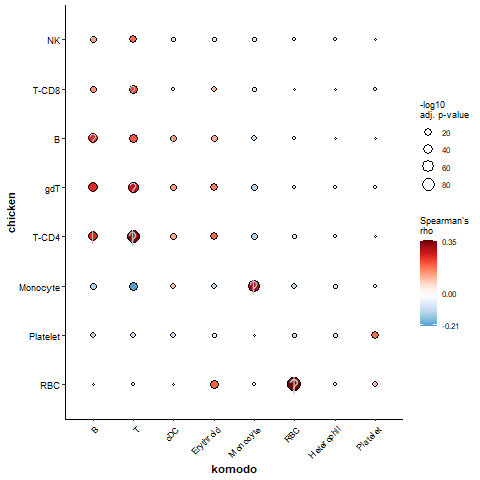 NK
T-CD8
B
gdT
T-CD4
Monocyte
Platelet
RBC
chicken
B
T
cDC
Erythroid
Monocyte
RBC
Heterophil
Platelet
komodo
-log10
adj. p-value
20
40
60
80
Spearman's
rho
0.35
0.00
-0.21